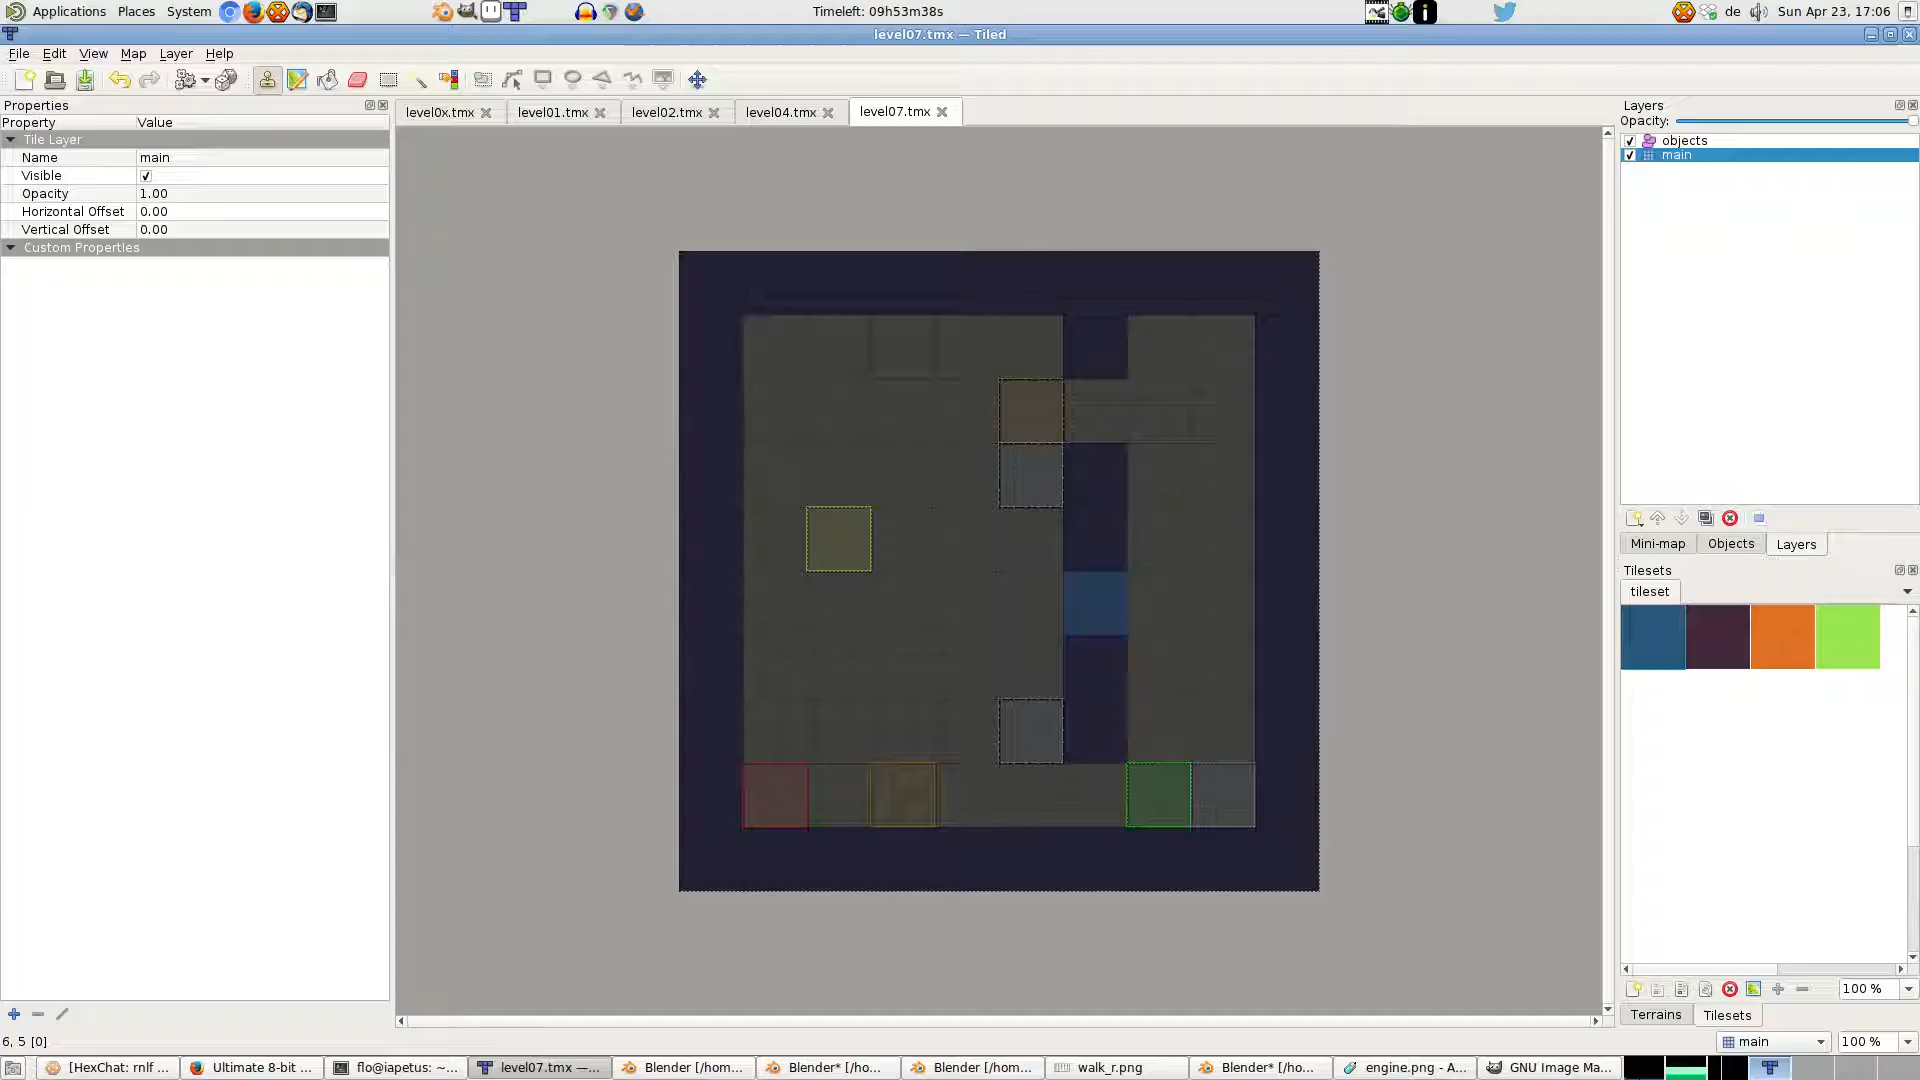 Applications Places System Timeleft: 09h53m38s de Sun Apr 23, 17:06
level07.tmx — Tiled
File Edit View Map Layer Help
Properties
Property Value
Tile Layer
Name main
Visible
Opacity 1.00
Horizontal Offset 0.00
Vertical Offset 0.00
Custom Properties
level0x.tmx level01.tmx level02.tmx level04.tmx level07.tmx
Layers
Opacity:
objects
main
Mini-map Objects Layers
Tilesets
tileset
100 %
Terrains Tilesets
6, 5 [0] main 100 %
[HexChat: rnlf ... Ultimate 8-bit ... flo@iapetus: ~... level07.tmx —... Blender [/hom... Blender* [/ho... Blender [/hom... walk_r.png Blender* [/ho... engine.png - A... GNU Image Ma...